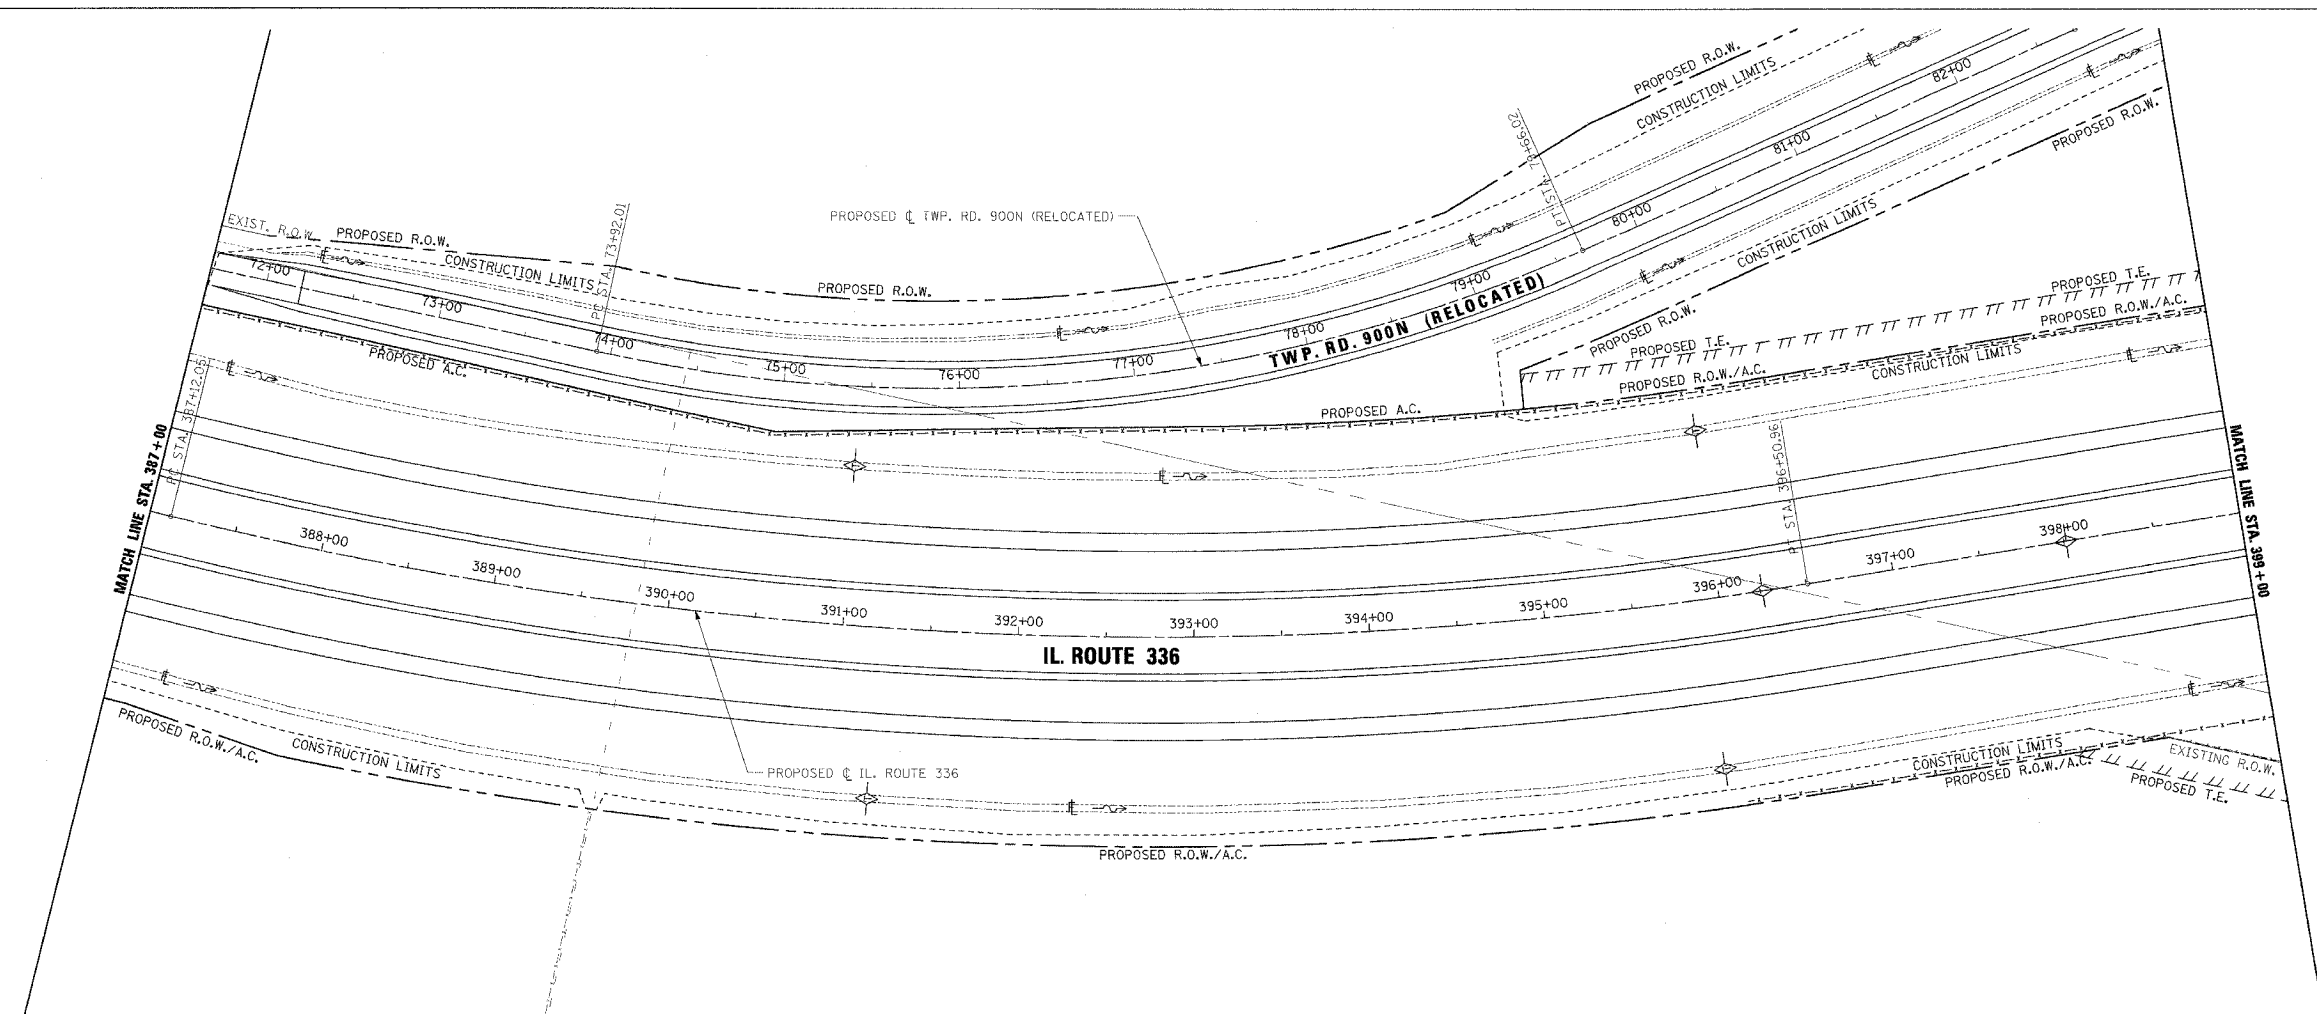 PROPOSED R.O.W.
CONSTRUCTION LIMITS
82+00
PROPOSED R.O.W.
81+00
PT STA. 79+66.02
80+00
CONSTRUCTION LIMITS
PROPOSED ℄ TWP. RD. 900N (RELOCATED)
EXIST. R.O.W.
PROPOSED R.O.W.
PC STA. 73+92.01
CONSTRUCTION LIMITS
PROPOSED R.O.W.
72+00
73+00
74+00
75+00
76+00
77+00
78+00
79+00
TWP. RD. 900N (RELOCATED)
PROPOSED R.O.W.
PROPOSED T.E.
PROPOSED T.E.
PROPOSED R.O.W./A.C.
PROPOSED R.O.W./A.C.
CONSTRUCTION LIMITS
PROPOSED A.C.
PROPOSED A.C.
MATCH LINE STA. 387+00
PC STA. 387+12.05
388+00
389+00
390+00
391+00
392+00
393+00
394+00
395+00
396+00
PT STA. 396+50.96
397+00
398+00
MATCH LINE STA. 399+00
IL. ROUTE 336
PROPOSED R.O.W./A.C.
CONSTRUCTION LIMITS
PROPOSED ℄ IL. ROUTE 336
PROPOSED R.O.W./A.C.
CONSTRUCTION LIMITS
PROPOSED R.O.W./A.C.
EXISTING R.O.W.
PROPOSED T.E.